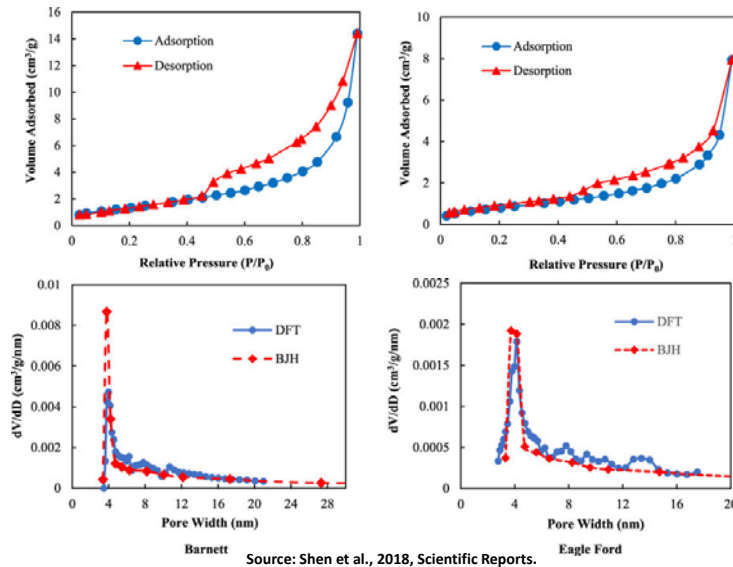 Volume Adsorbed (cm³/g)
16
14
12
10
8
6
4
2
0
Adsorption
Desorption
0
0.2
0.4
0.6
0.8
1
Relative Pressure (P/P₀)
Volume Adsorbed (cm³/g)
10
8
6
4
2
0
Adsorption
Desorption
0
0.2
0.4
0.6
0.8
1
Relative Pressure (P/P₀)
dV/dD (cm³/g/nm)
0.01
0.008
0.006
0.004
0.002
0
DFT
BJH
0
4
8
12
16
20
24
28
Pore Width (nm)
Barnett
dV/dD (cm³/g/nm)
0.0025
0.002
0.0015
0.001
0.0005
0
DFT
BJH
0
4
8
12
16
20
Pore Width (nm)
Eagle Ford
Source: Shen et al., 2018, Scientific Reports.